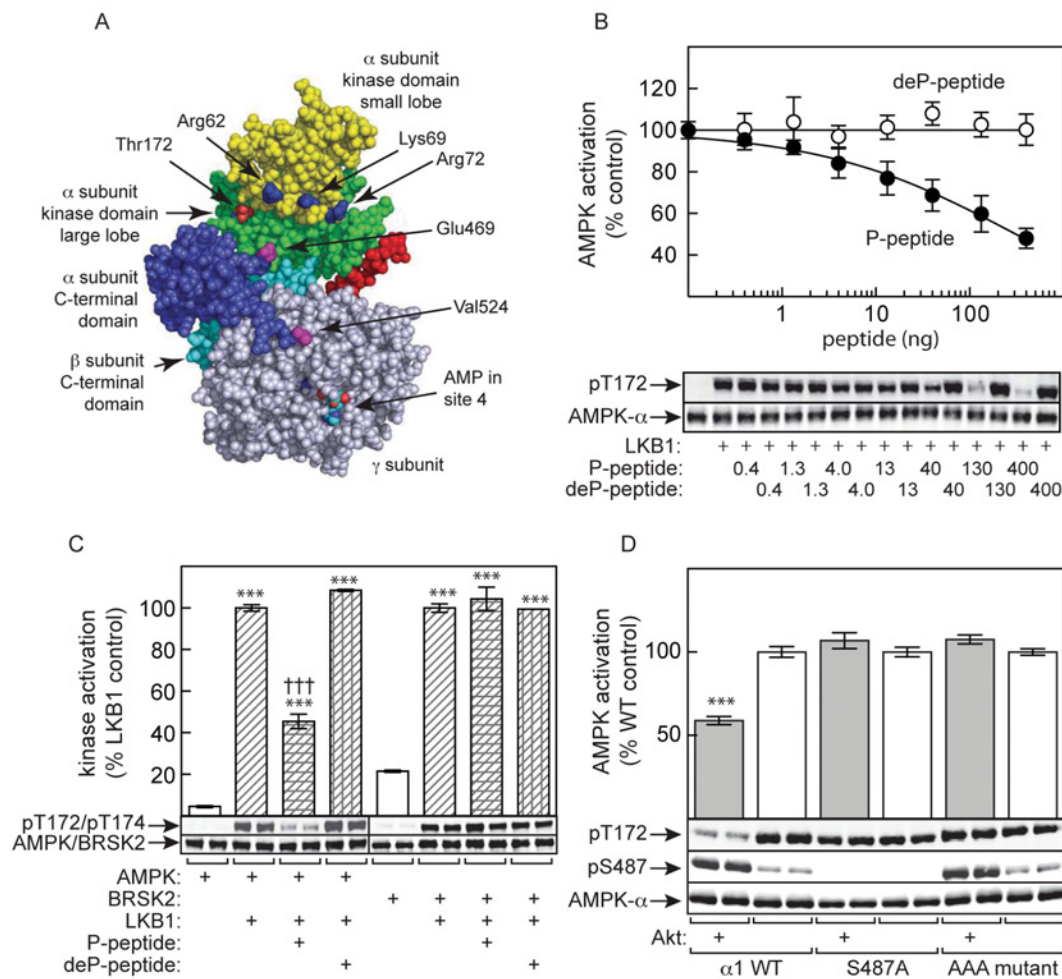 A
α subunit
kinase domain
small lobe
Arg62
Thr172
Lys69
Arg72
α subunit
kinase domain
large lobe
Glu469
α subunit
C-terminal
domain
Val524
β subunit
C-terminal
domain
AMP in
site 4
γ subunit
B
AMPK activation
(% control)
120
100
80
60
40
deP-peptide
P-peptide
1 10 100
peptide (ng)
pT172
AMPK-α
LKB1: + + + + + + + + + + + + + + +
P-peptide: 0.4 1.3 4.0 13 40 130 400
deP-peptide: 0.4 1.3 4.0 13 40 130 400
C
kinase activation
(% LKB1 control)
100
80
60
40
20
*** ††† *** *** *** *** ***
pT172/pT174
AMPK/BRSK2
AMPK: + + + +
BRSK2: + + + +
LKB1: + + + + + +
P-peptide: + +
deP-peptide: + +
D
AMPK activation
(% WT control)
100
50
***
pT172
pS487
AMPK-α
Akt: + + +
α1 WT S487A AAA mutant